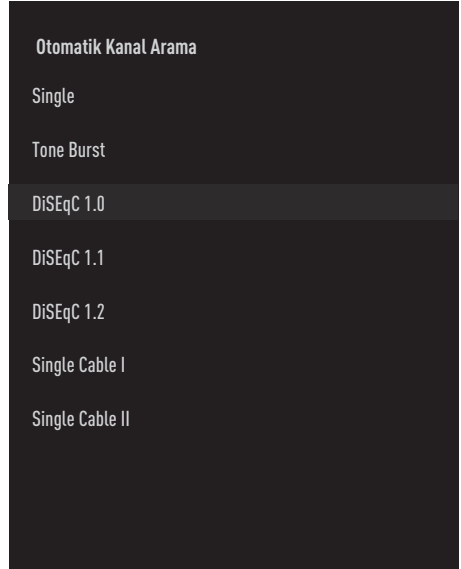 Otomatik Kanal Arama
Single
Tone Burst
DiSEqC 1.0
DiSEqC 1.1
DiSEqC 1.2
Single Cable I
Single Cable II